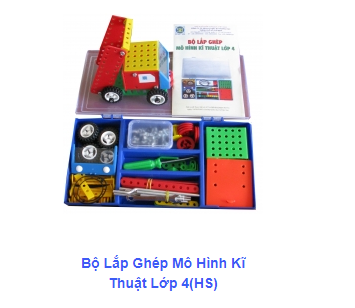 BỘ LẮP GHÉP
MÔ HÌNH KĨ THUẬT LỚP 4
Bộ Lắp Ghép Mô Hình Kĩ
Thuật Lớp 4(HS)